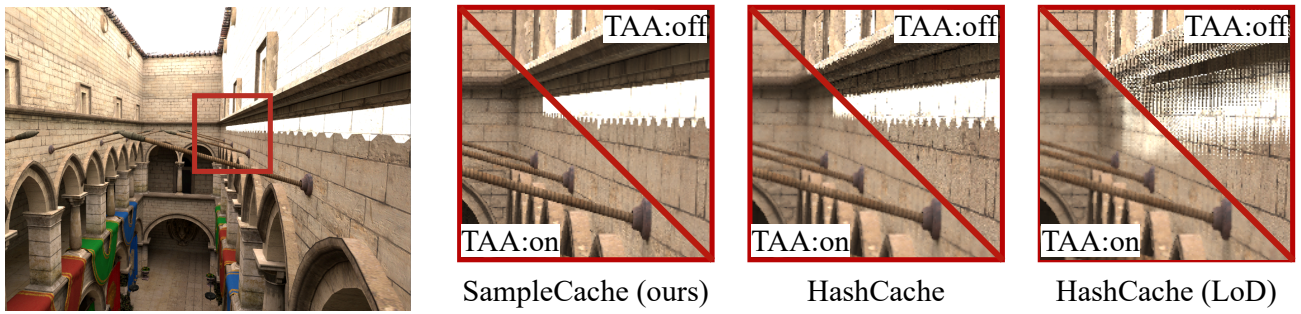 TAA:off
TAA:on
SampleCache (ours)
TAA:off
TAA:on
HashCache
TAA:off
TAA:on
HashCache (LoD)